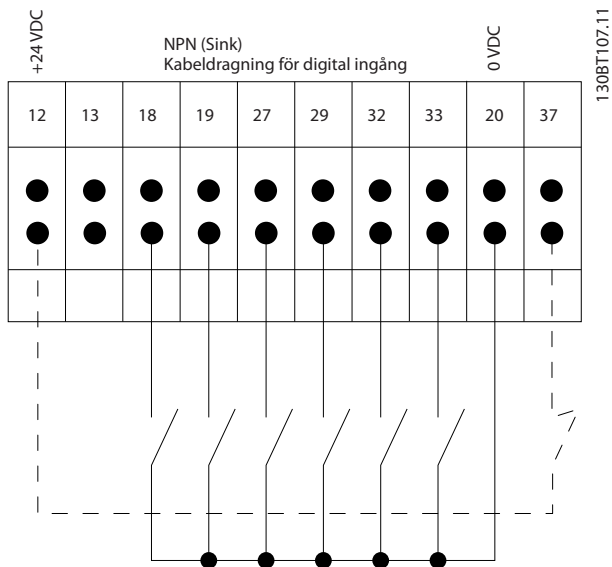 +24 VDC
NPN (Sink)
Kabeldragning för digital ingång
0 VDC
130BT107.11
12 13 18 19 27 29 32 33 20 37